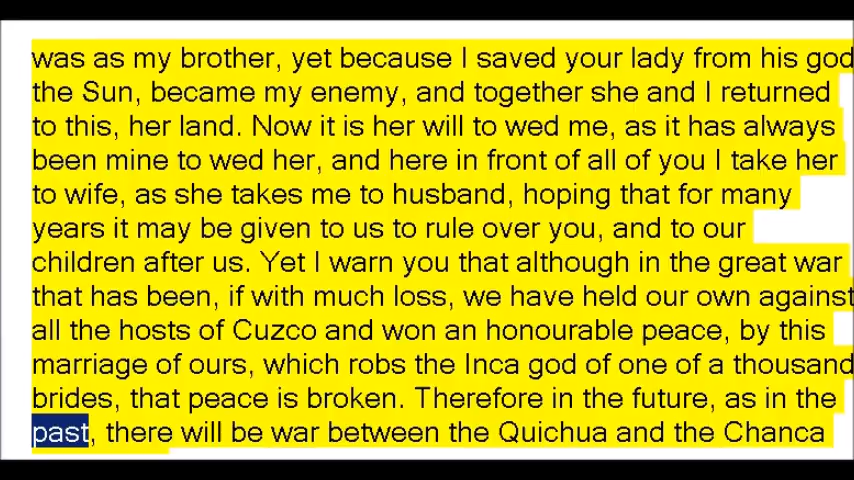 was as my brother, yet because I saved your lady from his god
the Sun, became my enemy, and together she and I returned
to this, her land. Now it is her will to wed me, as it has always
been mine to wed her, and here in front of all of you I take her
to wife, as she takes me to husband, hoping that for many
years it may be given to us to rule over you, and to our
children after us. Yet I warn you that although in the great war
that has been, if with much loss, we have held our own against
all the hosts of Cuzco and won an honourable peace, by this
marriage of ours, which robs the Inca god of one of a thousand
brides, that peace is broken. Therefore in the future, as in the
past, there will be war between the Quichua and the Chanca